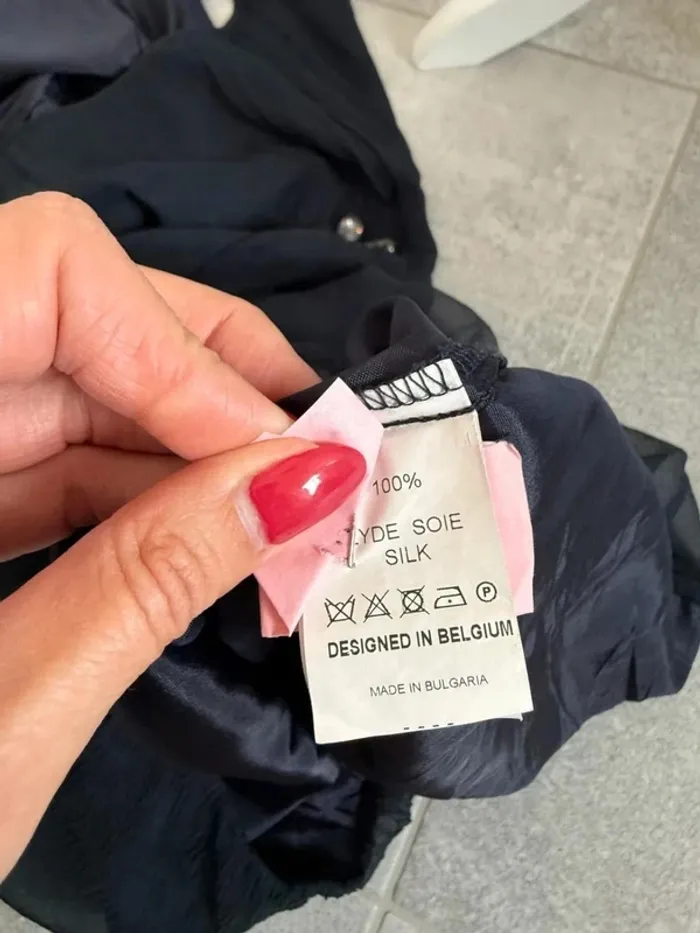 100%
SOIE
SILK
P
DESIGNED IN BELGIUM
MADE IN BULGARIA